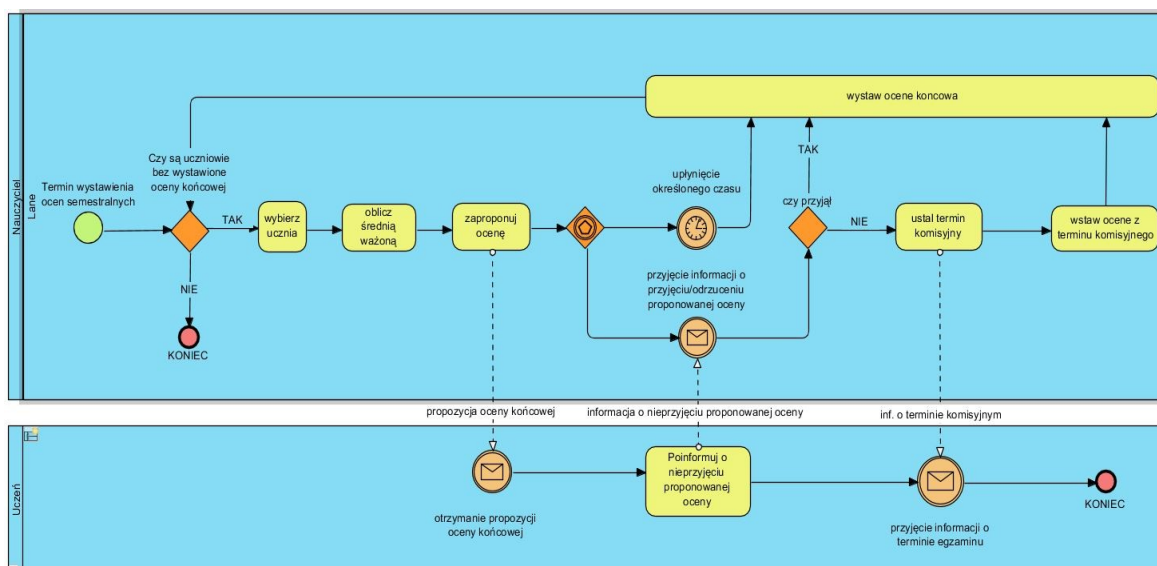 Nauczyciel
Lane
wystaw ocene koncowa
Czy są uczniowie
bez wystawione
oceny końcowej
Termin wystawienia
ocen semestralnych
TAK
wybierz
ucznia
oblicz
średnią
ważoną
zaproponuj
ocenę
upłynięcie
określonego czasu
TAK
czy przyjął
NIE
ustal termin
komisyjny
wstaw ocene z
terminu komisyjnego
NIE
KONIEC
przyjęcie informacji o
przyjęciu/odrzuceniu
proponowanej oceny
propozycja oceny końcowej
informacja o nieprzyjęciu proponowanej oceny
inf. o terminie komisyjnym
Uczeń
otrzymanie propozycji
oceny końcowej
Poinformuj o
nieprzyjęciu
proponowanej
oceny
przyjęcie informacji o
terminie egzaminu
KONIEC